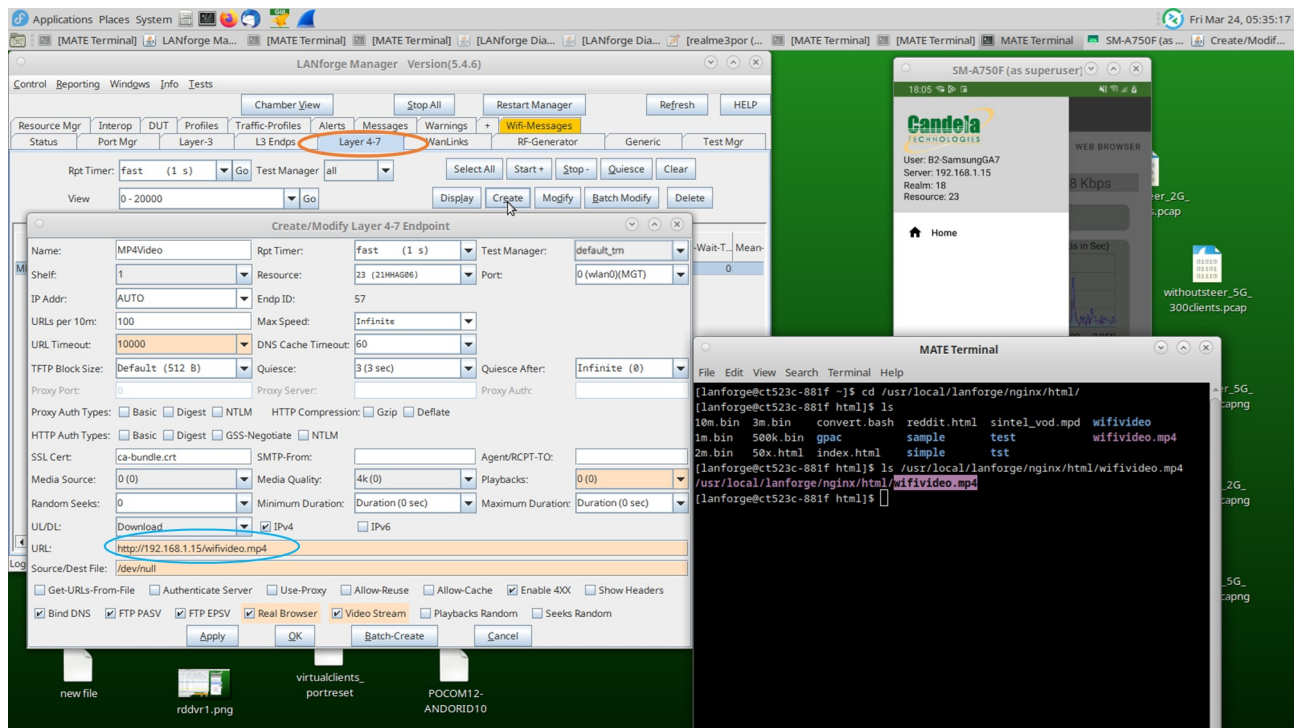 Applications Places System Fri Mar 24, 05:35:17
[MATE Terminal] LANforge Ma... [MATE Terminal] [MATE Terminal] [LANforge Dia... [LANforge Dia... [realme3por (... [MATE Terminal] [MATE Terminal] MATE Terminal SM-A750F (as ... Create/Modif...
LANforge Manager Version(5.4.6)
Control Reporting Windows Info Tests
Chamber View Stop All Restart Manager Refresh HELP
Resource Mgr Interop DUT Profiles Traffic-Profiles Alerts Messages Warnings + Wifi-Messages
Status Port Mgr Layer-3 L3 Endps Layer 4-7 WanLinks RF-Generator Generic Test Mgr
Rpt Timer: fast (1 s) Go Test Manager all Select All Start + Stop - Quiesce Clear
View 0 - 20000 Go Display Create Modify Batch Modify Delete
-Wait-T... Mean-
0
Create/Modify Layer 4-7 Endpoint
Name: MP4Video Rpt Timer: fast (1 s) Test Manager: default_tm
Shelf: 1 Resource: 23 (21HHAG06) Port: 0 (wlan0)(MGT)
IP Addr: AUTO Endp ID: 57
URLs per 10m: 100 Max Speed: Infinite
URL Timeout: 10000 DNS Cache Timeout: 60
TFTP Block Size: Default (512 B) Quiesce: 3 (3 sec) Quiesce After: Infinite (0)
Proxy Port: 0 Proxy Server: Proxy Auth:
Proxy Auth Types: Basic Digest NTLM HTTP Compression: Gzip Deflate
HTTP Auth Types: Basic Digest GSS-Negotiate NTLM
SSL Cert: ca-bundle.crt SMTP-From: Agent/RCPT-TO:
Media Source: 0 (0) Media Quality: 4k (0) Playbacks: 0 (0)
Random Seeks: 0 Minimum Duration: Duration (0 sec) Maximum Duration: Duration (0 sec)
UL/DL: Download IPv4 IPv6
URL: http://192.168.1.15/wifivideo.mp4
Source/Dest File: /dev/null
Get-URLs-From-File Authenticate Server Use-Proxy Allow-Reuse Allow-Cache Enable 4XX Show Headers
Bind DNS FTP PASV FTP EPSV Real Browser Video Stream Playbacks Random Seeks Random
Apply OK Batch-Create Cancel
Log
SM-A750F (as superuser)
18:05
Candela
TECHNOLOGIES
User: B2-SamsungGA7
Server: 192.168.1.15
Realm: 18
Resource: 23
Home
WEB BROWSER
8 Kbps
is in Sec)
eer_2G_
s.pcap
withoutsteer_5G_
300clients.pcap
MATE Terminal
File Edit View Search Terminal Help
[lanforge@ct523c-881f ~]$ cd /usr/local/lanforge/nginx/html/
[lanforge@ct523c-881f html]$ ls
10m.bin 3m.bin convert.bash reddit.html sintel_vod.mpd wifivideo
1m.bin 500k.bin gpac sample test wifivideo.mp4
2m.bin 50x.html index.html simple tst
[lanforge@ct523c-881f html]$ ls /usr/local/lanforge/nginx/html/wifivideo.mp4
/usr/local/lanforge/nginx/html/wifivideo.mp4
[lanforge@ct523c-881f html]$
er_5G_
capng
_2G_
capng
_5G_
capng
new file
rddvr1.png
virtualclients_
portreset
POCOM12-
ANDORID10